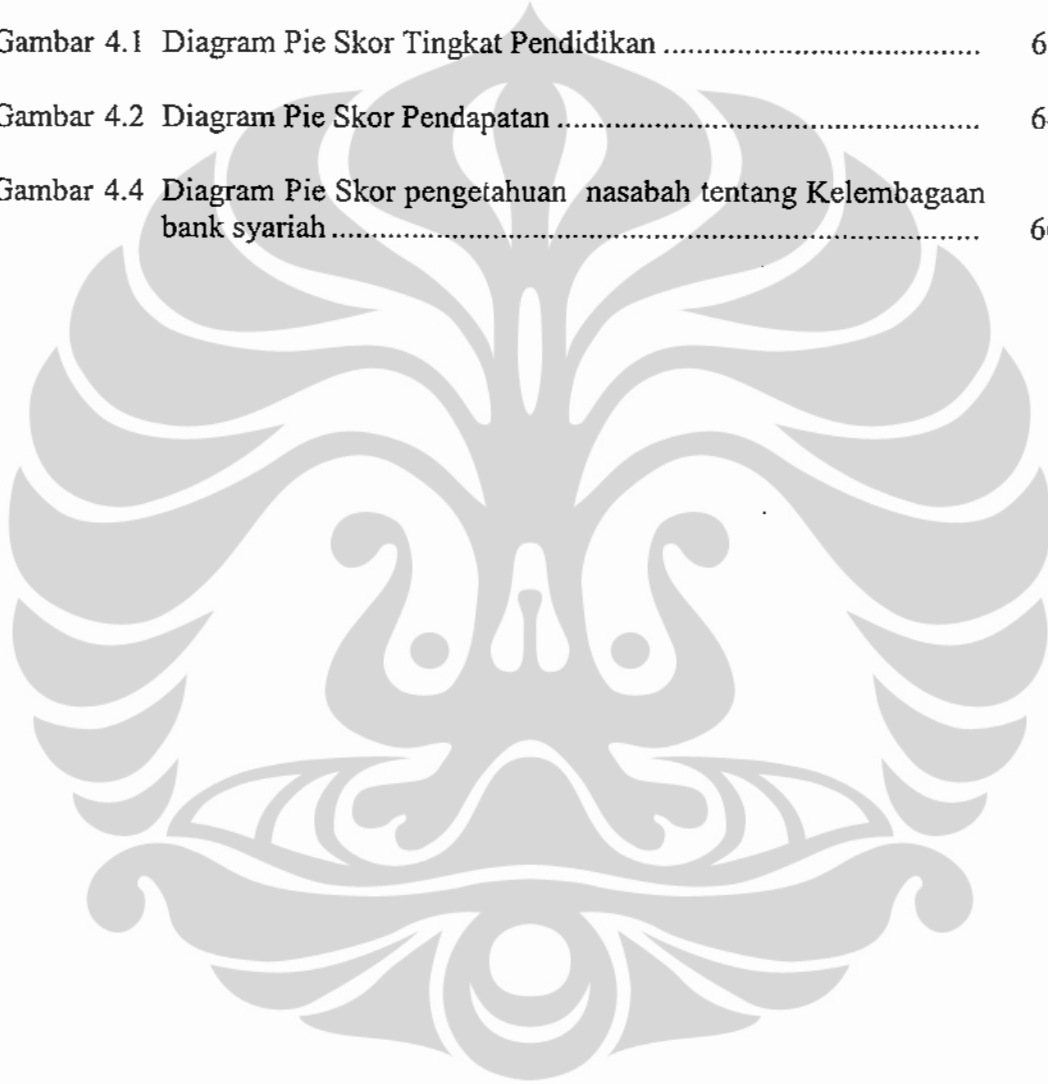 Gambar 4.1 Diagram Pie Skor Tingkat Pendidikan .......................................
Gambar 4.2 Diagram Pie Skor Pendapatan ....................................................
Gambar 4.4 Diagram Pie Skor pengetahuan nasabah tentang Kelembagaan
bank syariah ................................................................................